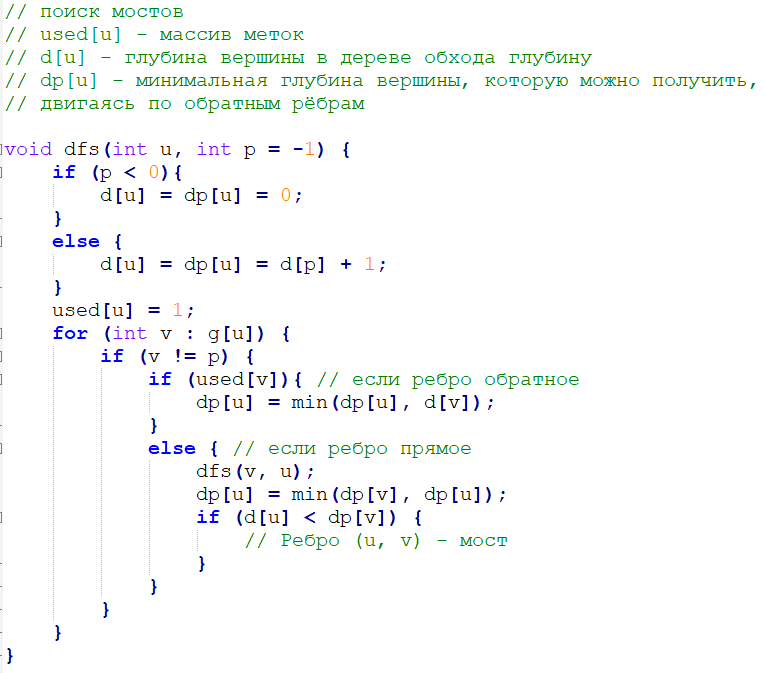 // поиск мостов
// used[u] - массив меток
// d[u] - глубина вершины в дереве обхода глубину
// dp[u] - минимальная глубина вершины, которую можно получить,
// двигаясь по обратным рёбрам
void dfs(int u, int p = -1) {
    if (p < 0){
        d[u] = dp[u] = 0;
    }
    else {
        d[u] = dp[u] = d[p] + 1;
    }
    used[u] = 1;
    for (int v : g[u]) {
        if (v != p) {
            if (used[v]){ // если ребро обратное
                dp[u] = min(dp[u], d[v]);
            }
            else { // если ребро прямое
                dfs(v, u);
                dp[u] = min(dp[v], dp[u]);
                if (d[u] < dp[v]) {
                    // Ребро (u, v) - мост
                }
            }
        }
    }
}